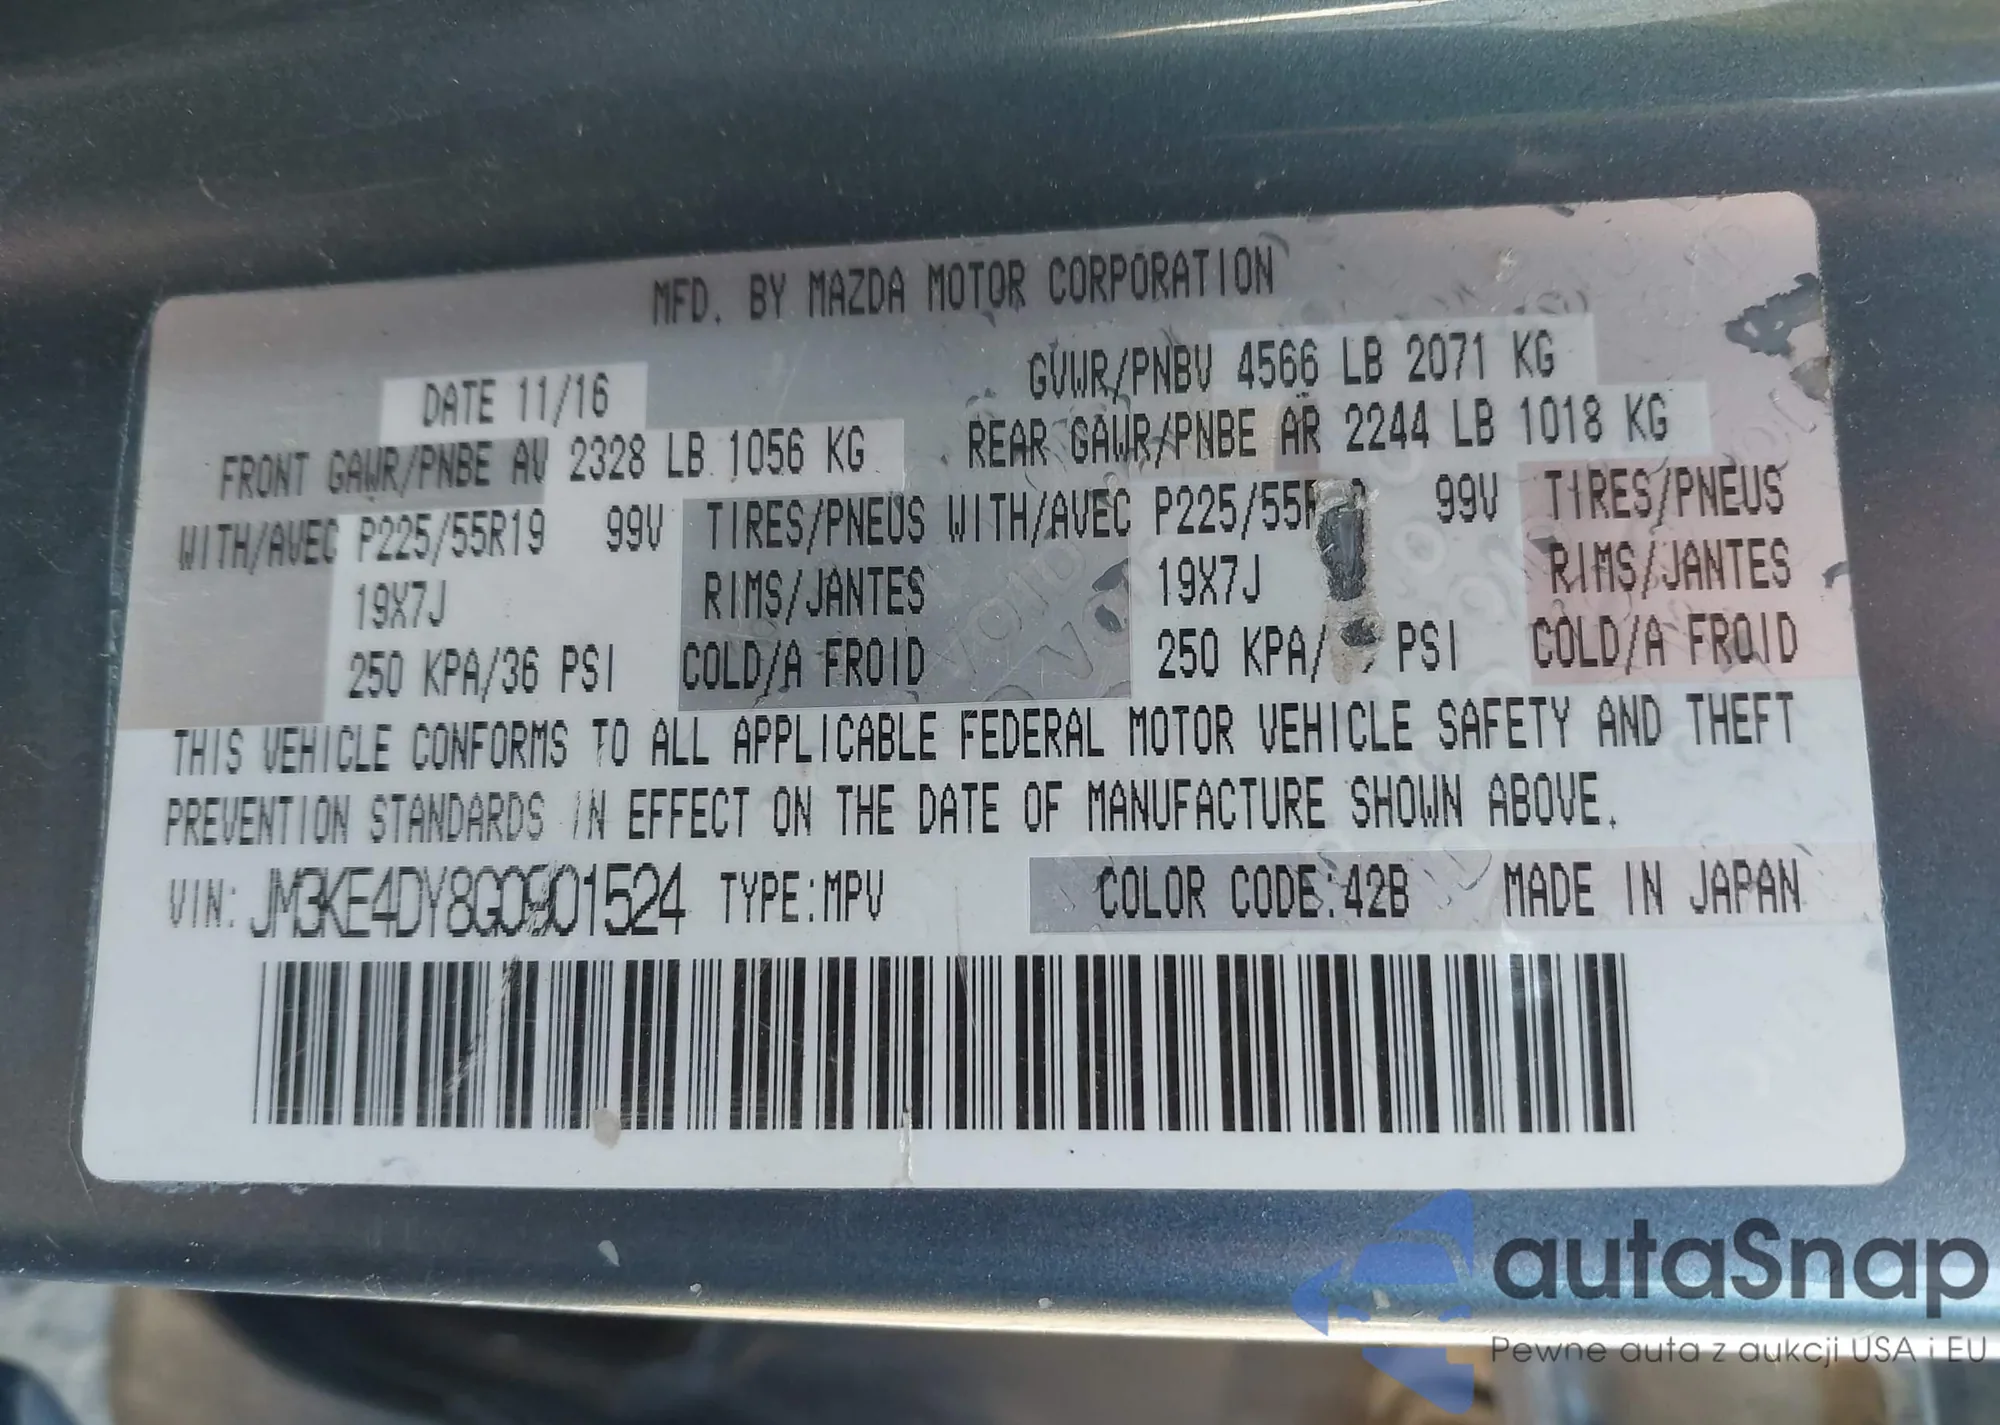 MFD. BY MAZDA MOTOR CORPORATION
DATE 11/16 GVWR/PNBV 4566 LB 2071 KG
FRONT GAWR/PNBE AV 2328 LB 1056 KG REAR GAWR/PNBE AR 2244 LB 1018 KG
WITH/AVEC P225/55R19 99V TIRES/PNEUS WITH/AVEC 99V TIRES/PNEUS
19X7J RIMS/JANTES 19X7J RIMS/JANTES
250 KPA/36 PSI COLD/A FROID 250 KPA/ PSI COLD/A FROID
THIS VEHICLE CONFORMS TO ALL APPLICABLE FEDERAL MOTOR VEHICLE SAFETY AND THEFT
PREVENTION STANDARDS IN EFFECT ON THE DATE OF MANUFACTURE SHOWN ABOVE.
VIN: JM3KE4DY8G0901524 TYPE:MPV COLOR CODE:42B MADE IN JAPAN
autaSnap
Pewne auta z aukcji USA i EU